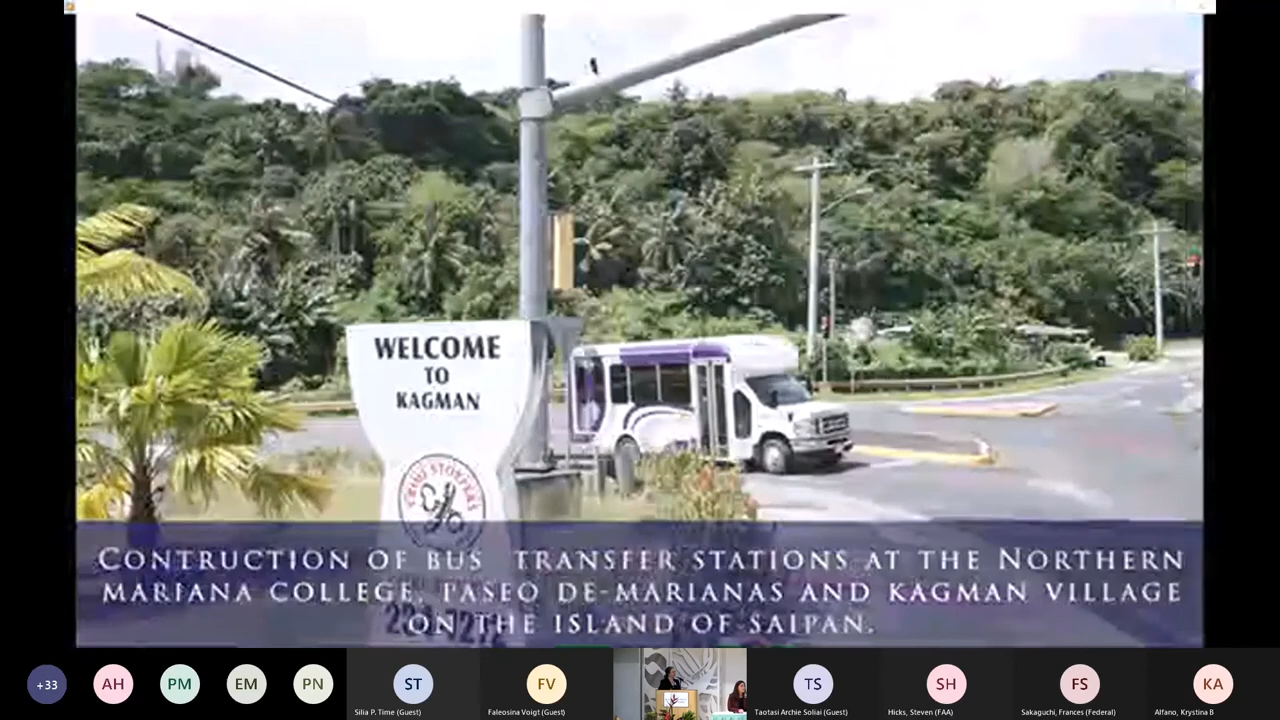 WELCOME
TO
KAGMAN
CRIME STOPPERS
CONTRUCTION OF BUS TRANSFER STATIONS AT THE NORTHERN
MARIANA COLLEGE, PASEO DE-MARIANAS AND KAGMAN VILLAGE
ON THE ISLAND OF SAIPAN.
+33
AH
PM
EM
PN
ST
FV
TS
SH
FS
KA
Silia P. Time (Guest)
Faleosina Voigt (Guest)
Taotasi Archie Soliai (Guest)
Hicks, Steven (FAA)
Sakaguchi, Frances (Federal)
Alfano, Krystina B